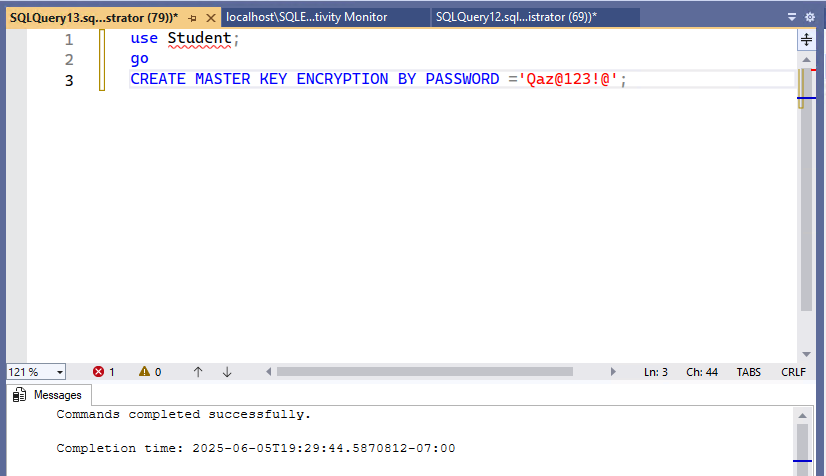 SQLQuery13.sq...strator (79))* localhost\SQLE...tivity Monitor SQLQuery12.sql...istrator (69))*
1 use Student;
2 go
3 CREATE MASTER KEY ENCRYPTION BY PASSWORD ='Qaz@123!@';
121 % 1 0 Ln: 3 Ch: 44 TABS CRLF
Messages
Commands completed successfully.
Completion time: 2025-06-05T19:29:44.5870812-07:00